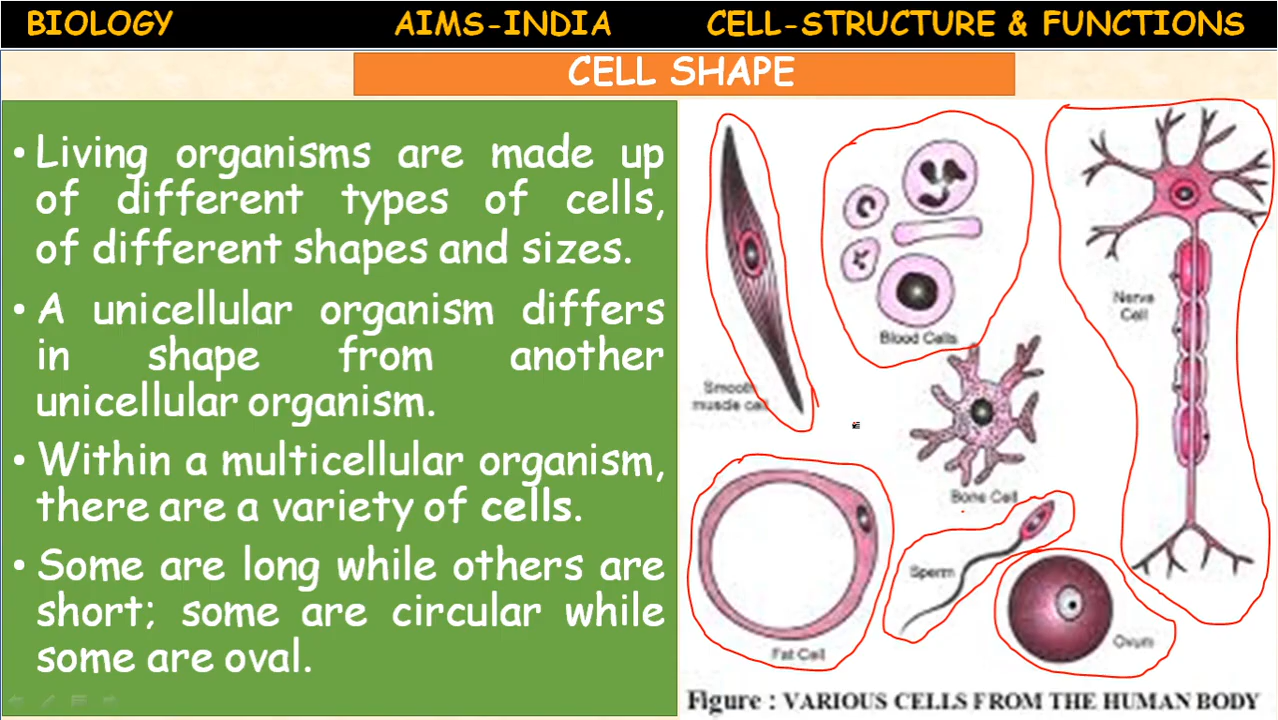 BIOLOGY AIMS-INDIA CELL-STRUCTURE & FUNCTIONS
CELL SHAPE
• Living organisms are made up
of different types of cells,
of different shapes and sizes.
• A unicellular organism differs
in shape from another
unicellular organism.
• Within a multicellular organism,
there are a variety of cells.
• Some are long while others are
short; some are circular while
some are oval.
Smooth
muscle cell
Blood Cells
Nerve
Cell
Bone Cell
Fat Cell
Sperm
Ovum
Figure : VARIOUS CELLS FROM THE HUMAN BODY